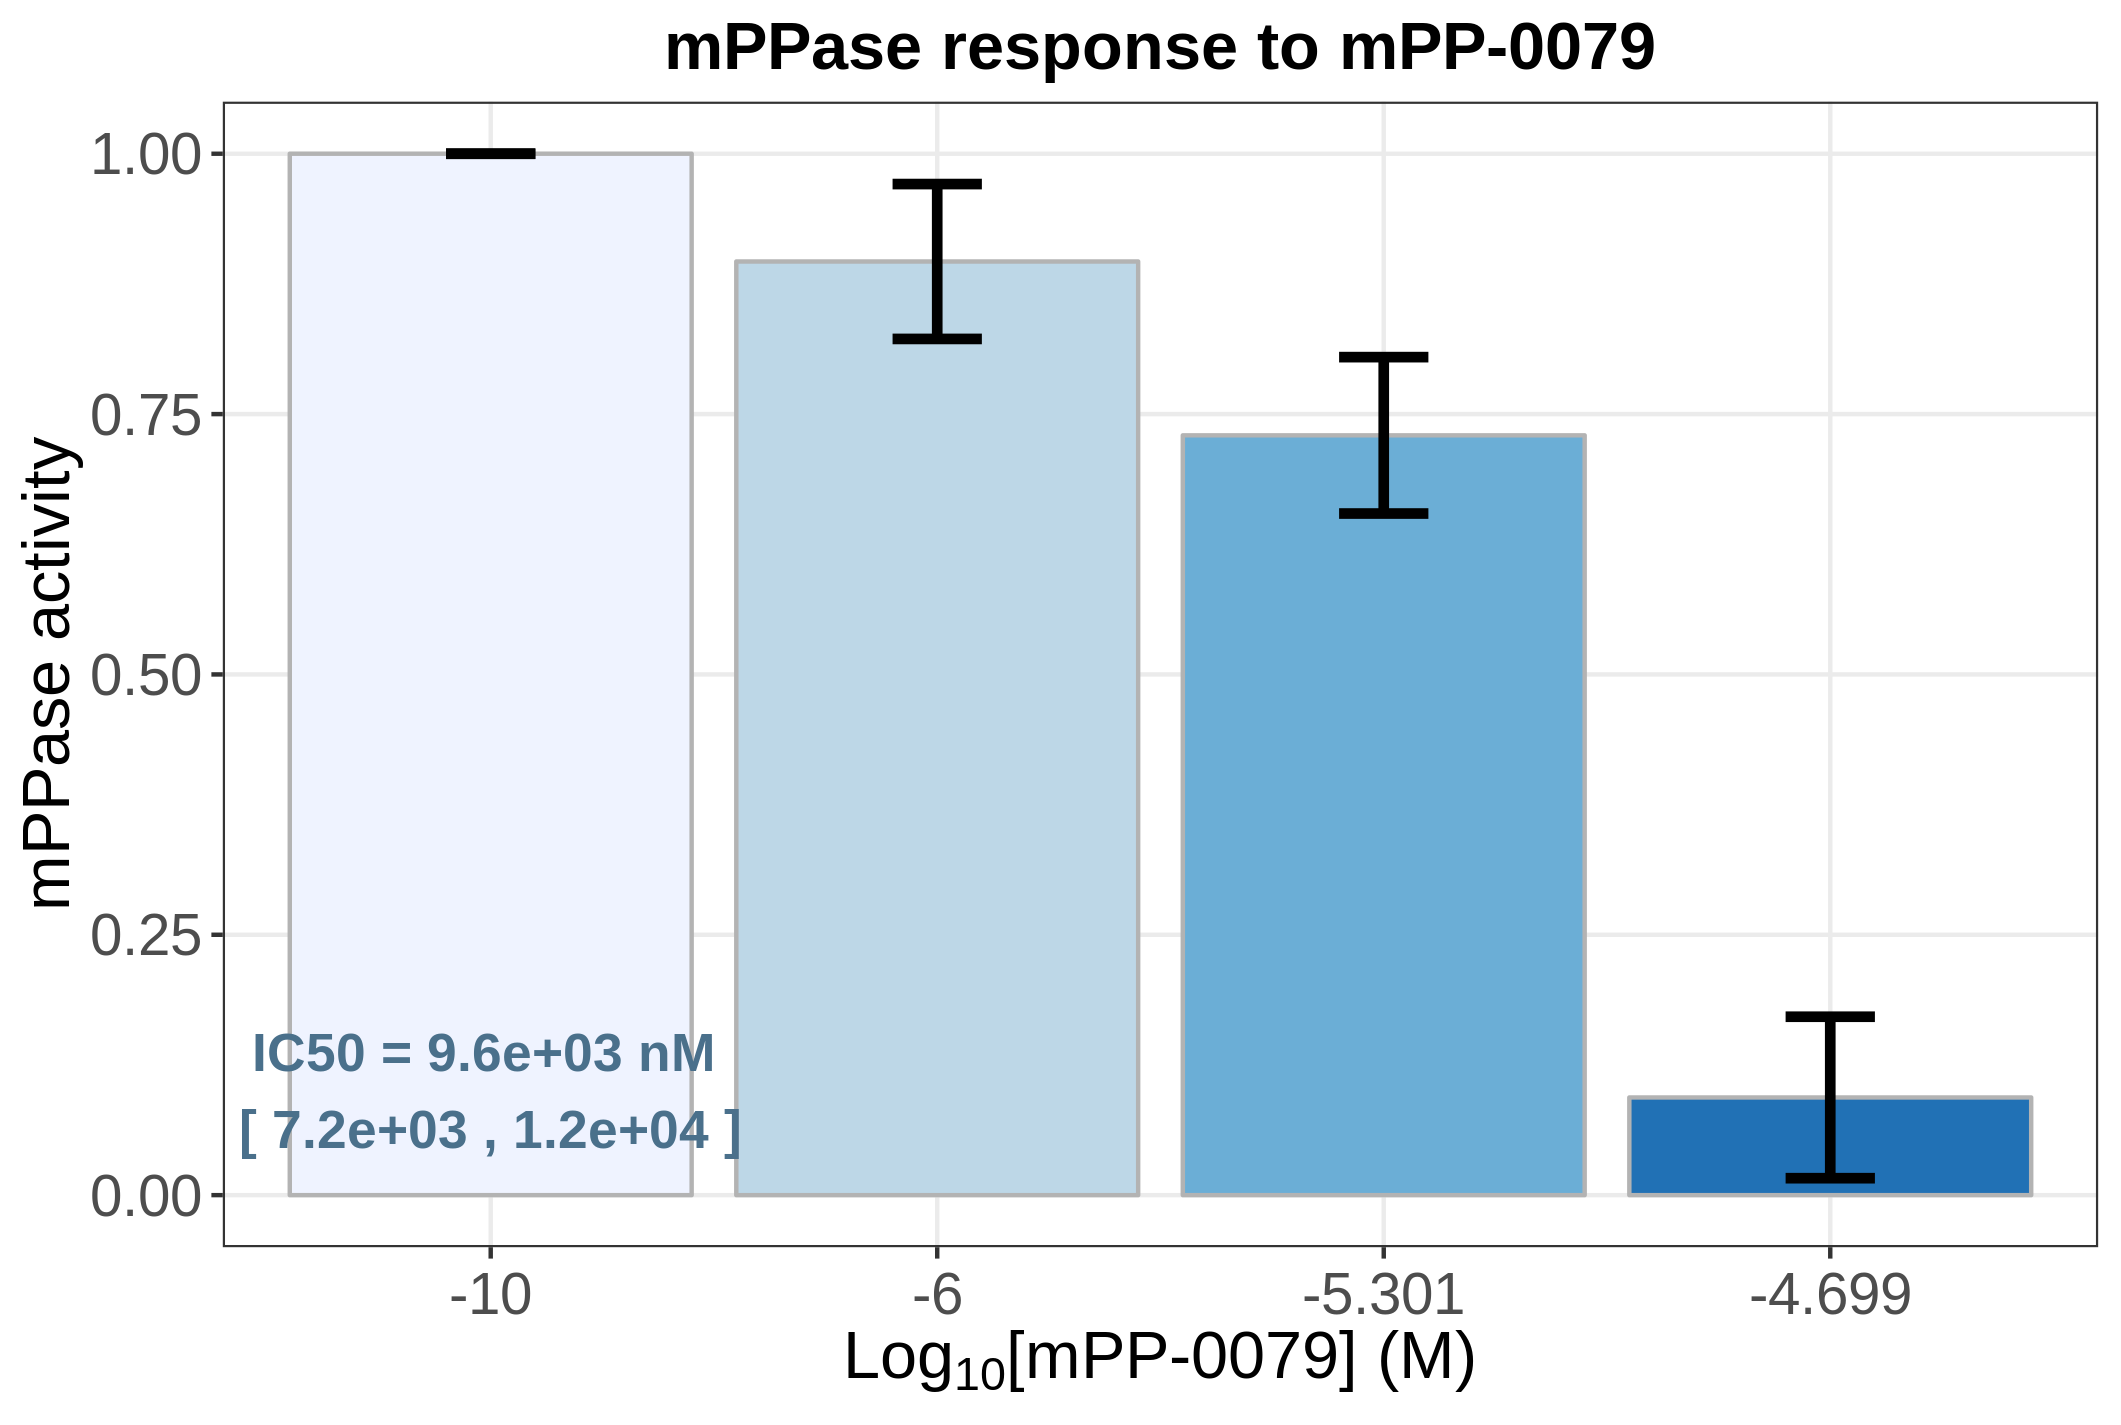 mPPase response to mPP-0079
mPPase activity
1.00
0.75
0.50
0.25
0.00
IC50 = 9.6e+03 nM
[ 7.2e+03 , 1.2e+04 ]
-10 -6 -5.301 -4.699
Log10[mPP-0079] (M)